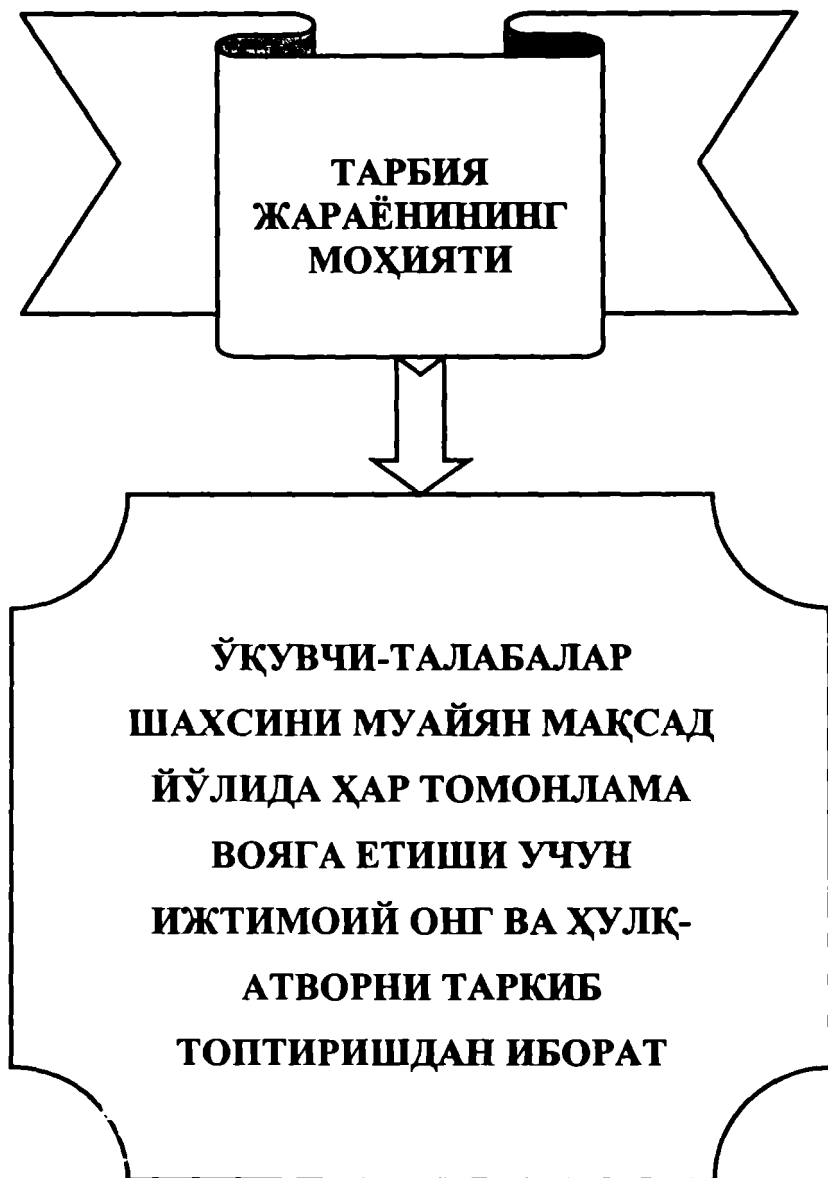 ТАРБИЯ
ЖАРАЁНИНИНГ
МОҲИЯТИ
ЎҚУВЧИ-ТАЛАБАЛАР
ШАХСИНИ МУАЙЯН МАҚСАД
ЙЎЛИДА ҲАР ТОМОНЛАМА
ВОЯГА ЕТИШИ УЧУН
ИЖТИМОИЙ ОНГ ВА ҲУЛҚ-
АТВОРНИ ТАРКИБ
ТОПТИРИШДАН ИБОРАТ